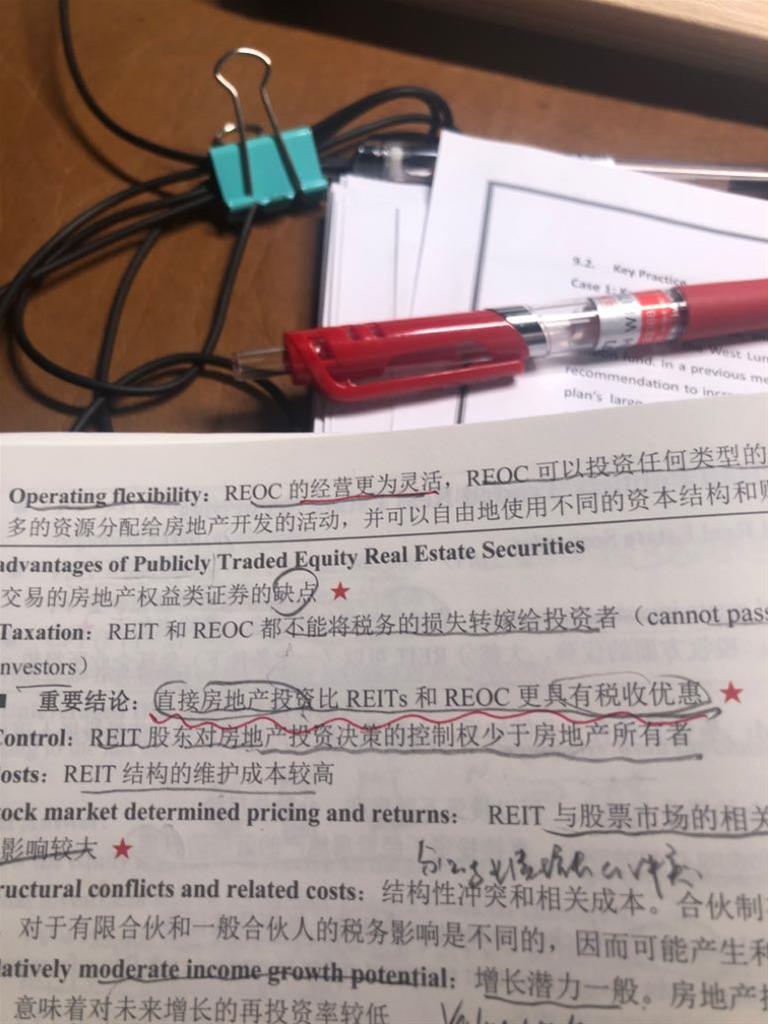 9.2. Key Practice
Case 1:
the West Lun
fund. In a previous me
recommendation to incr
plan's large
Operating flexibility: REOC 的经营更为灵活，REOC 可以投资任何类型的
多的资源分配给房地产开发的活动，并可以自由地使用不同的资本结构和财
advantages of Publicly Traded Equity Real Estate Securities
交易的房地产权益类证券的缺点 ★
Taxation: REIT 和 REOC 都不能将税务的损失转嫁给投资者（cannot pass
nvestors）
■ 重要结论：直接房地产投资比 REITs 和 REOC 更具有税收优惠 ★
Control: REIT 股东对房地产投资决策的控制权少于房地产所有者
osts: REIT 结构的维护成本较高
ock market determined pricing and returns: REIT 与股票市场的相关
影响较大 ★
ructural conflicts and related costs: 结构性冲突和相关成本。合伙制
对于有限合伙和一般合伙人的税务影响是不同的，因而可能产生利
latively moderate income growth potential: 增长潜力一般。房地产
意味着对未来增长的再投资率较低